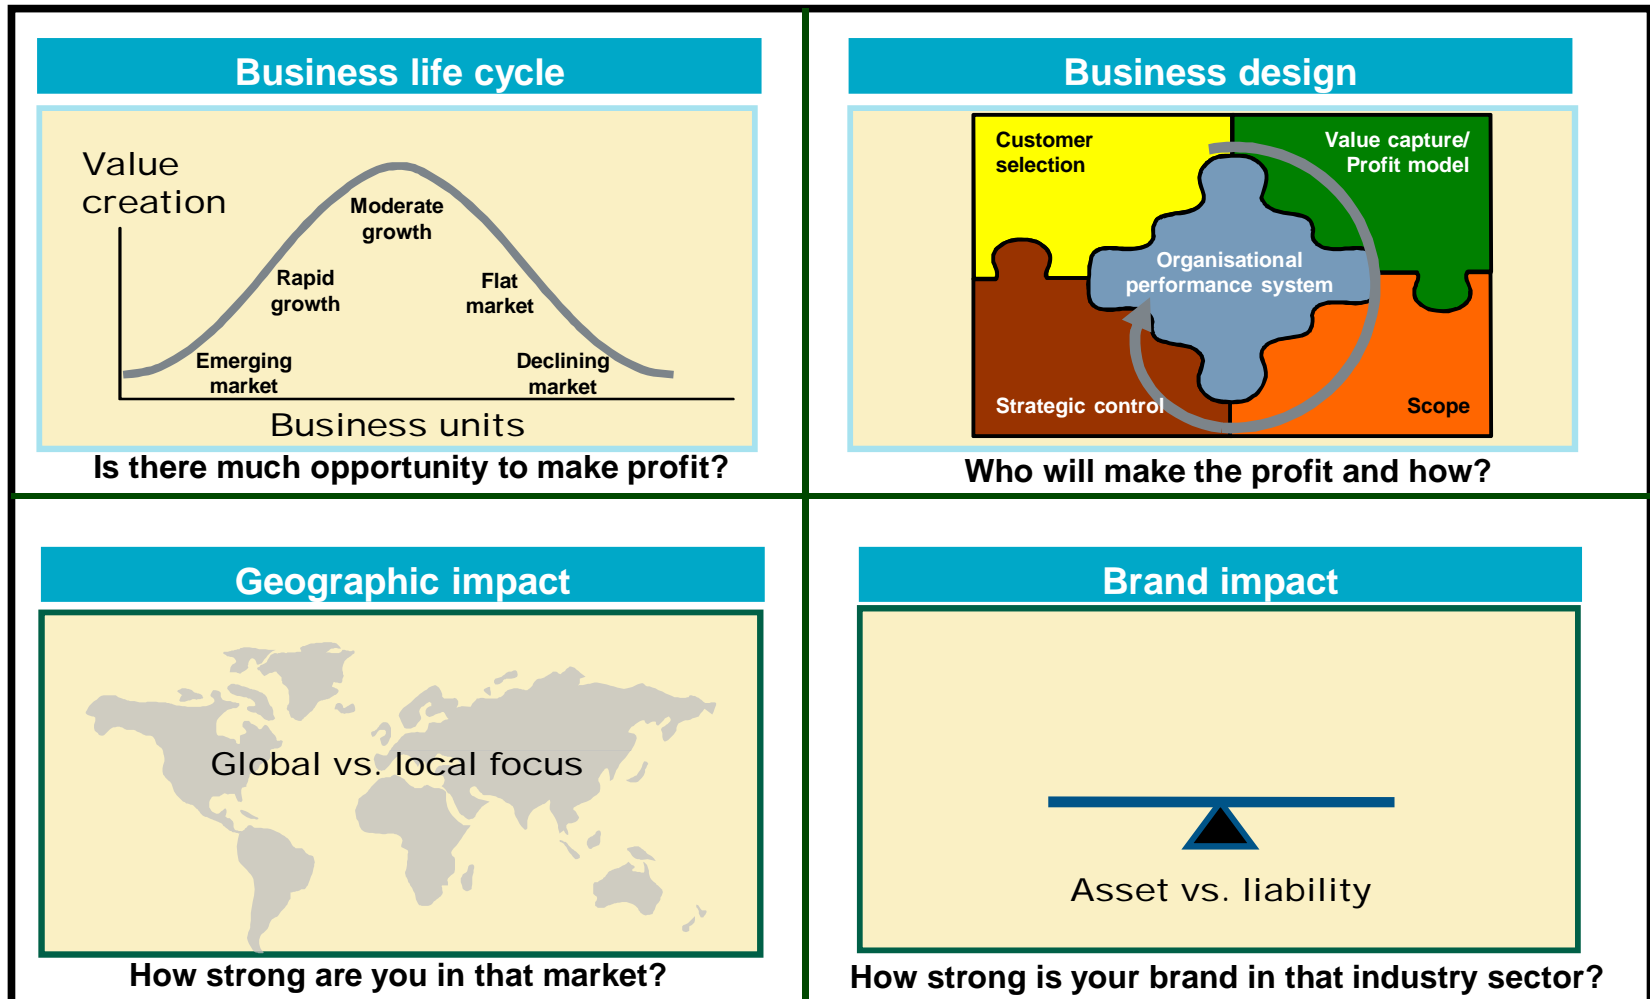 Business life cycle
Value
creation
Moderate
growth
Rapid
growth
Flat
market
Emerging
market
Declining
market
Business units
Is there much opportunity to make profit?
Business design
Customer
selection
Value capture/
Profit model
Organisational
performance system
Strategic control
Scope
Who will make the profit and how?
Geographic impact
Global vs. local focus
How strong are you in that market?
Brand impact
Asset vs. liability
How strong is your brand in that industry sector?